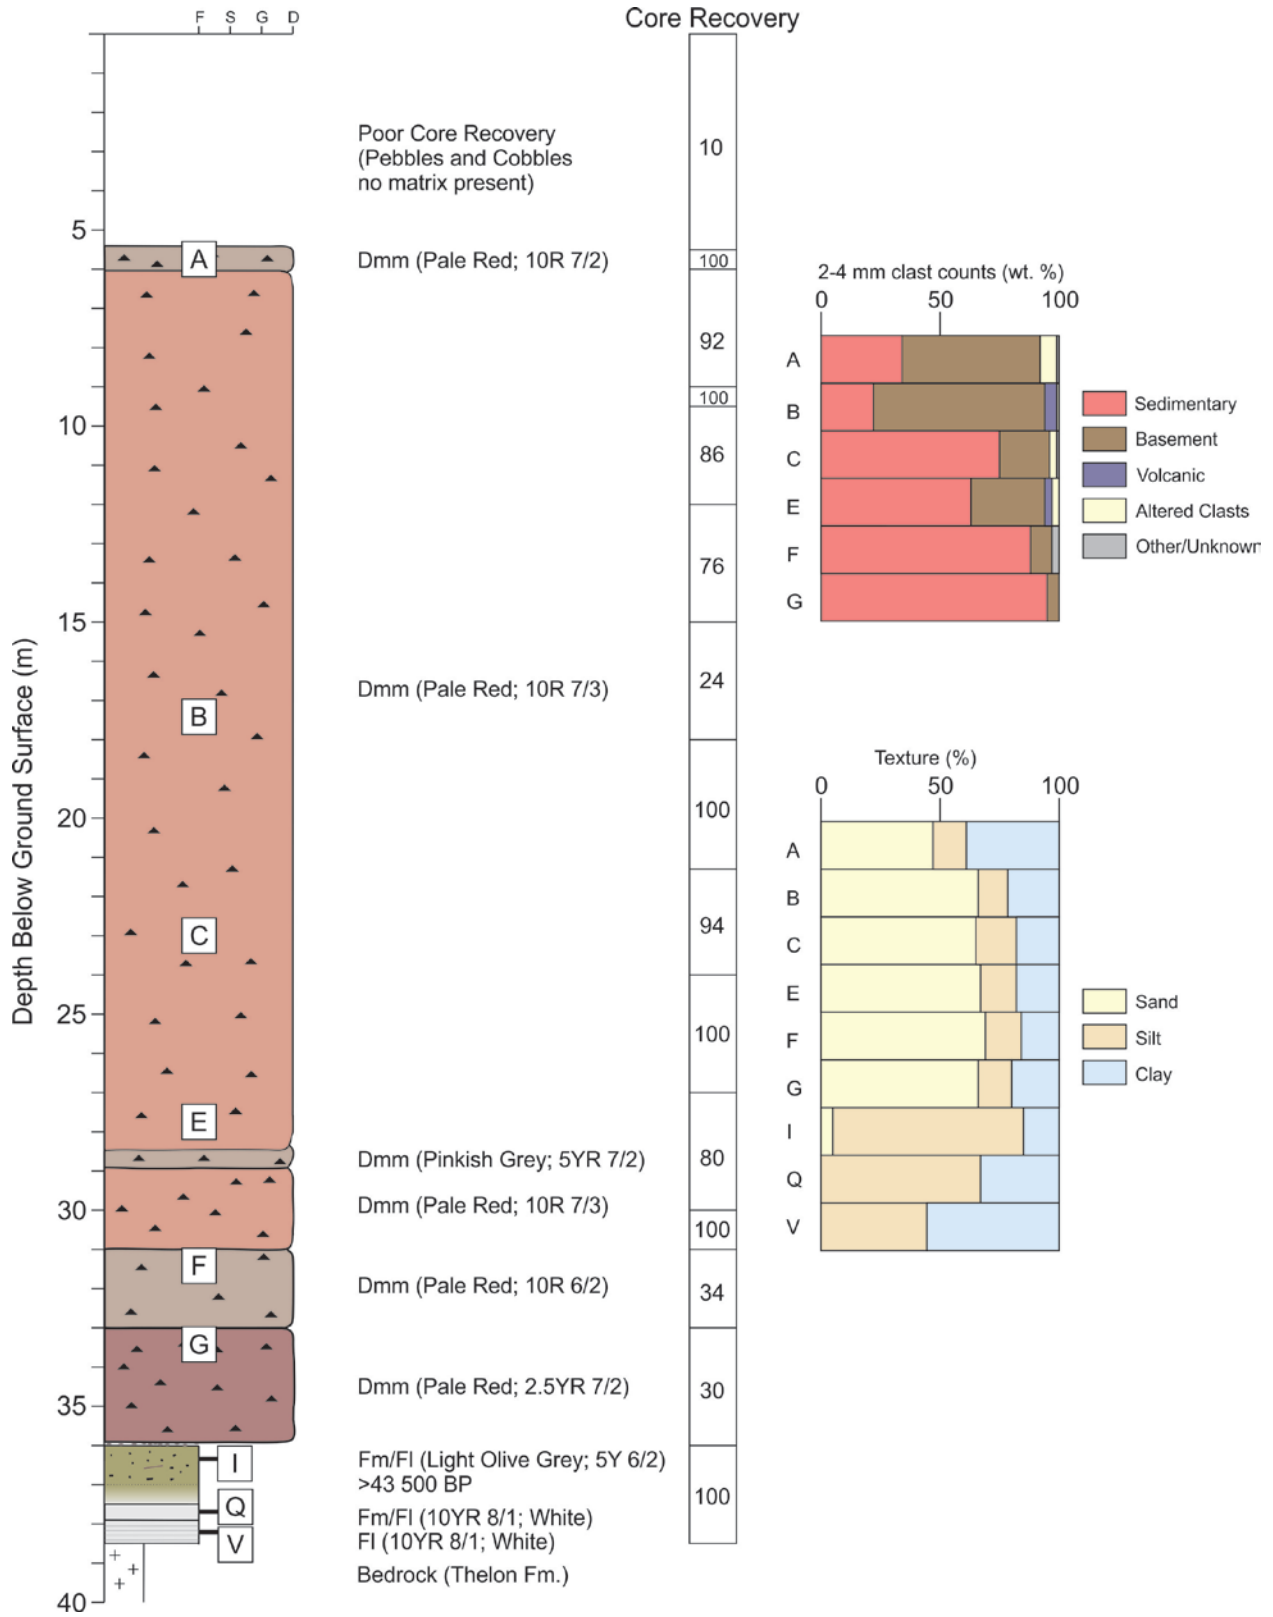 F S G D
Core Recovery
Poor Core Recovery
(Pebbles and Cobbles
no matrix present)
10
5
A
Dmm (Pale Red; 10R 7/2)
100
92
100
10
86
76
15
24
Dmm (Pale Red; 10R 7/3)
B
100
20
94
C
100
25
E
80
Dmm (Pinkish Grey; 5YR 7/2)
Dmm (Pale Red; 10R 7/3)
30
100
F
Dmm (Pale Red; 10R 6/2)
34
G
Dmm (Pale Red; 2.5YR 7/2)
30
35
I
Fm/Fl (Light Olive Grey; 5Y 6/2)
>43 500 BP
100
Q
Fm/Fl (10YR 8/1; White)
V
Fl (10YR 8/1; White)
Bedrock (Thelon Fm.)
40
Depth Below Ground Surface (m)
2-4 mm clast counts (wt. %)
0 50 100
A
B
C
E
F
G
Sedimentary
Basement
Volcanic
Altered Clasts
Other/Unknown
Texture (%)
0 50 100
A
B
C
E
F
G
I
Q
V
Sand
Silt
Clay